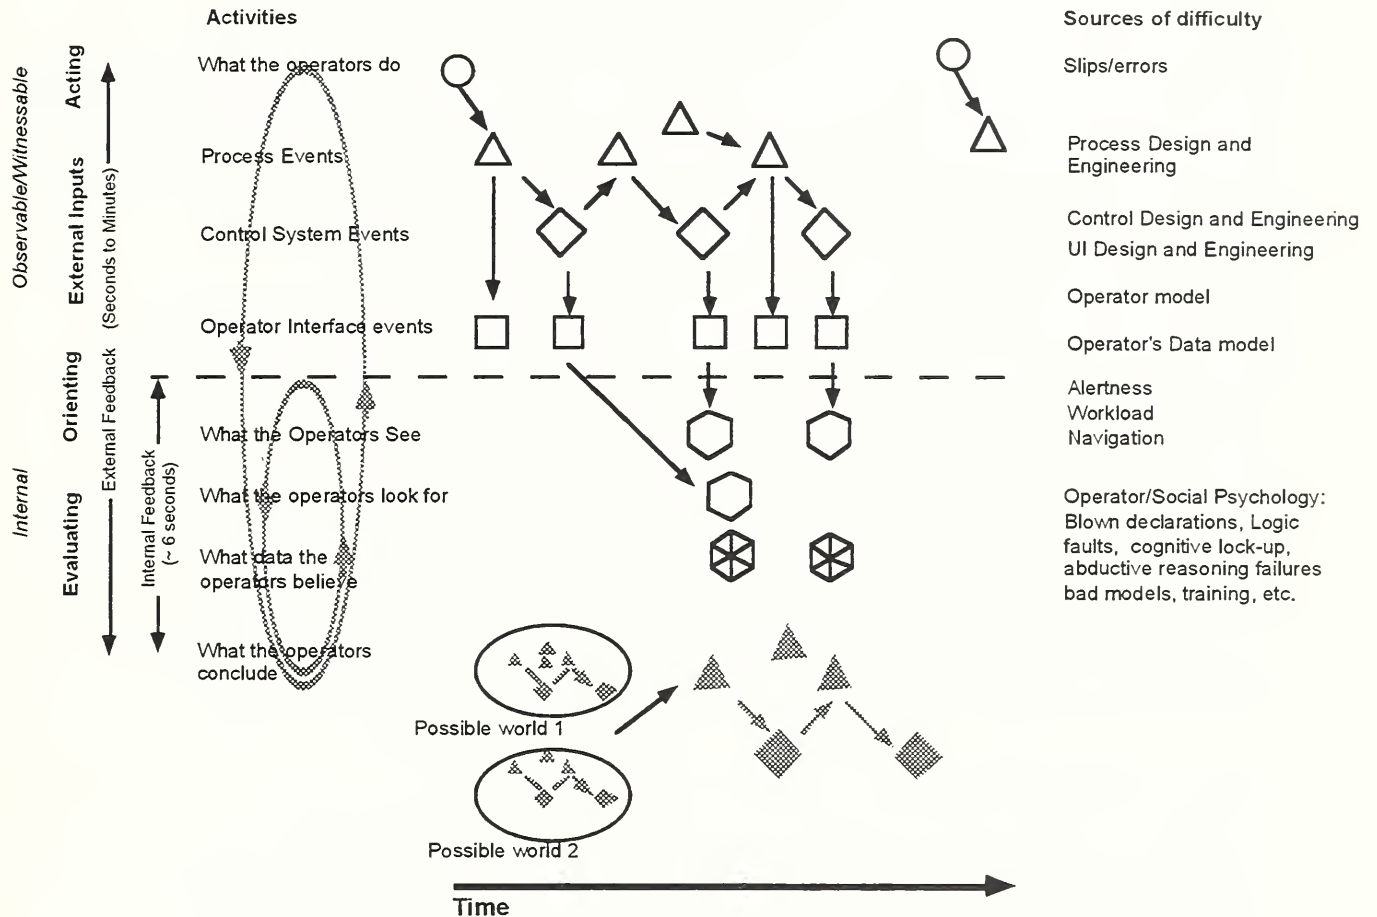 Activities
Sources of difficulty
Observable/Witnessable
Internal
Acting
External Inputs
Orienting
Evaluating
(Seconds to Minutes)
External Feedback
Internal Feedback
(~ 6 seconds)
What the operators do
Process Events
Control System Events
Operator Interface events
What the Operators See
What the operators look for
What data the
operators believe
What the operators
conclude
Possible world 1
Possible world 2
Time
Slips/errors
Process Design and
Engineering
Control Design and Engineering
UI Design and Engineering
Operator model
Operator's Data model
Alertness
Workload
Navigation
Operator/Social Psychology:
Blown declarations, Logic
faults, cognitive lock-up,
abductive reasoning failures
bad models, training, etc.